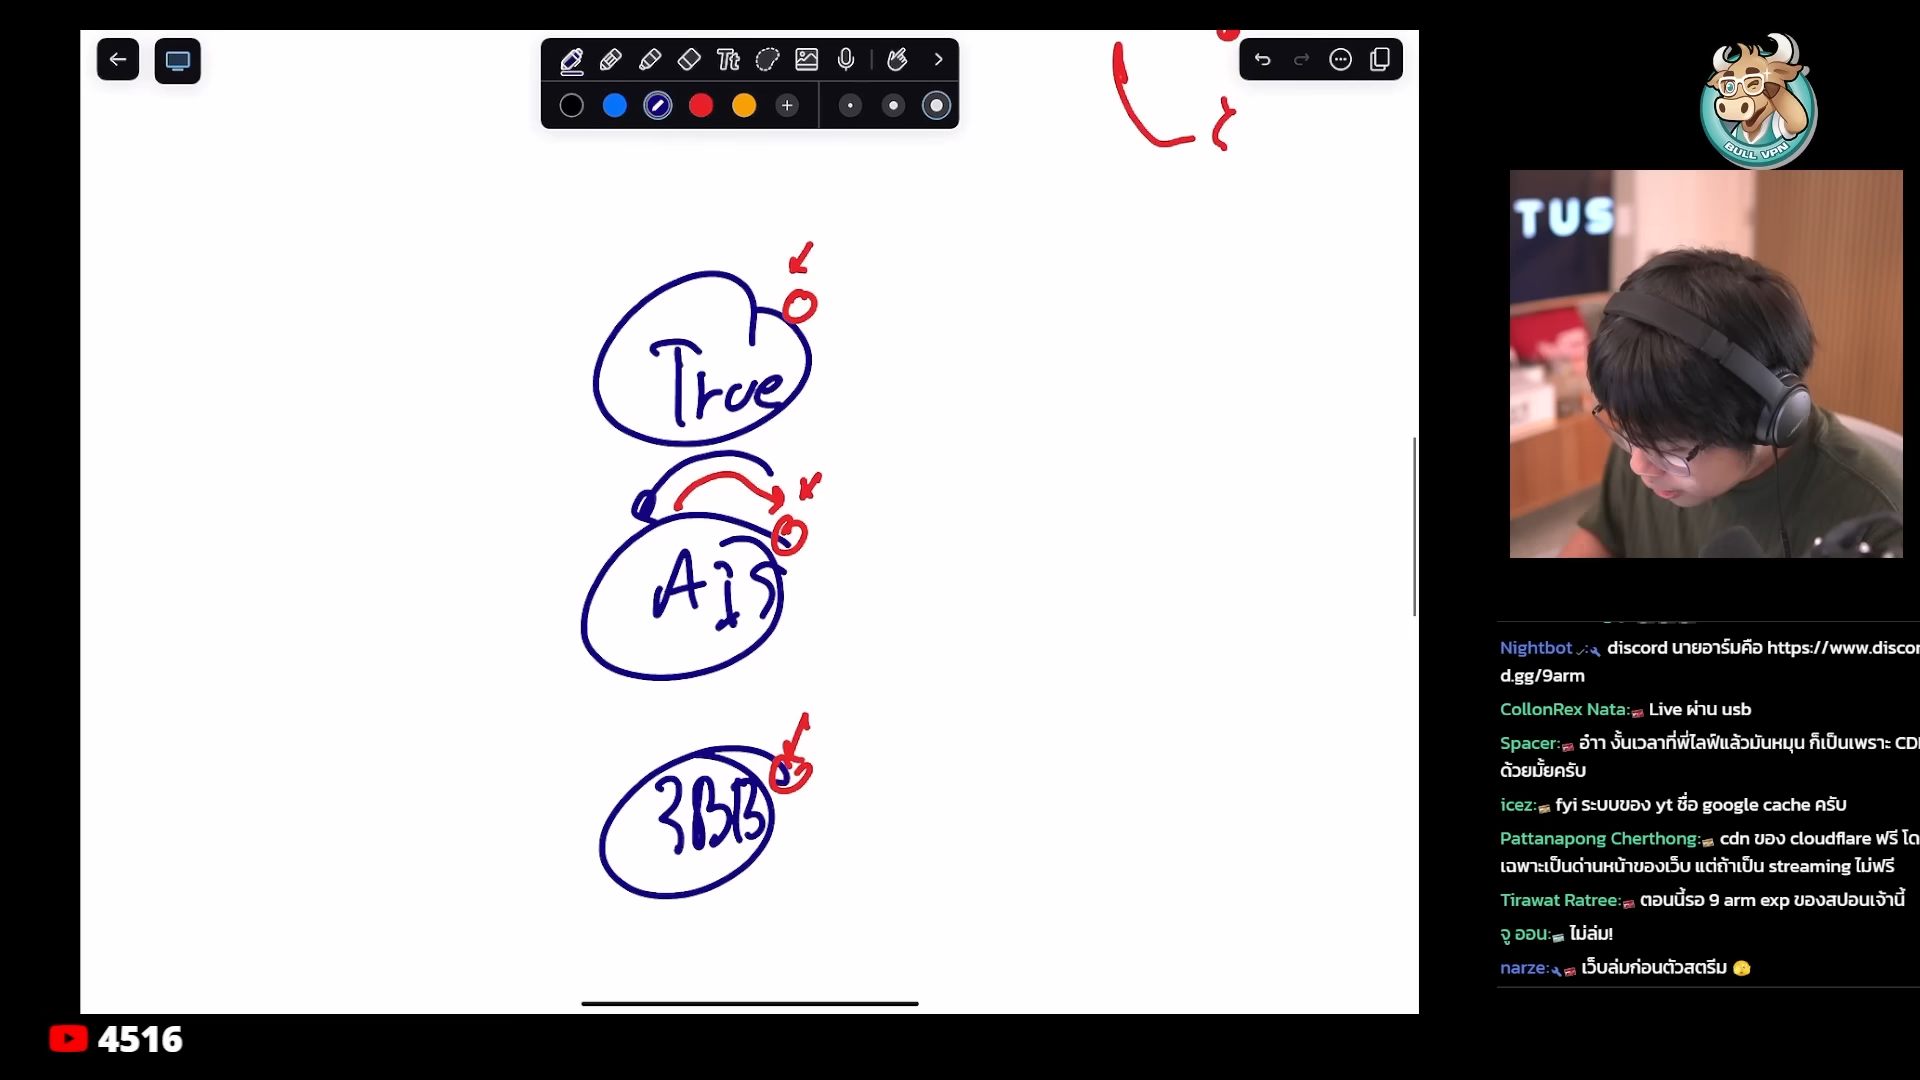 Tt
BULL VPN
TUS
True
AiS
3BB
Nightbot: discord นายอาร์มคือ https://www.discor
d.gg/9arm
CollonRex Nata: Live ผ่าน usb
Spacer: อ๋าา งั้นเวลาที่พี่ไลฟ์แล้วมันหมุน ก็เป็นเพราะ CD
ด้วยมั้ยครับ
icez: fyi ระบบของ yt ชื่อ google cache ครับ
Pattanapong Cherthong: cdn ของ cloudflare ฟรี โด
เฉพาะเป็นด่านหน้าของเว็บ แต่ถ้าเป็น streaming ไม่ฟรี
Tirawat Ratree: ตอนนี้รอ 9 arm exp ของสปอนเจ้านี้
จู ออน: ไม่ล่ม!
narze: เว็บล่มก่อนตัวสตรีม
4516